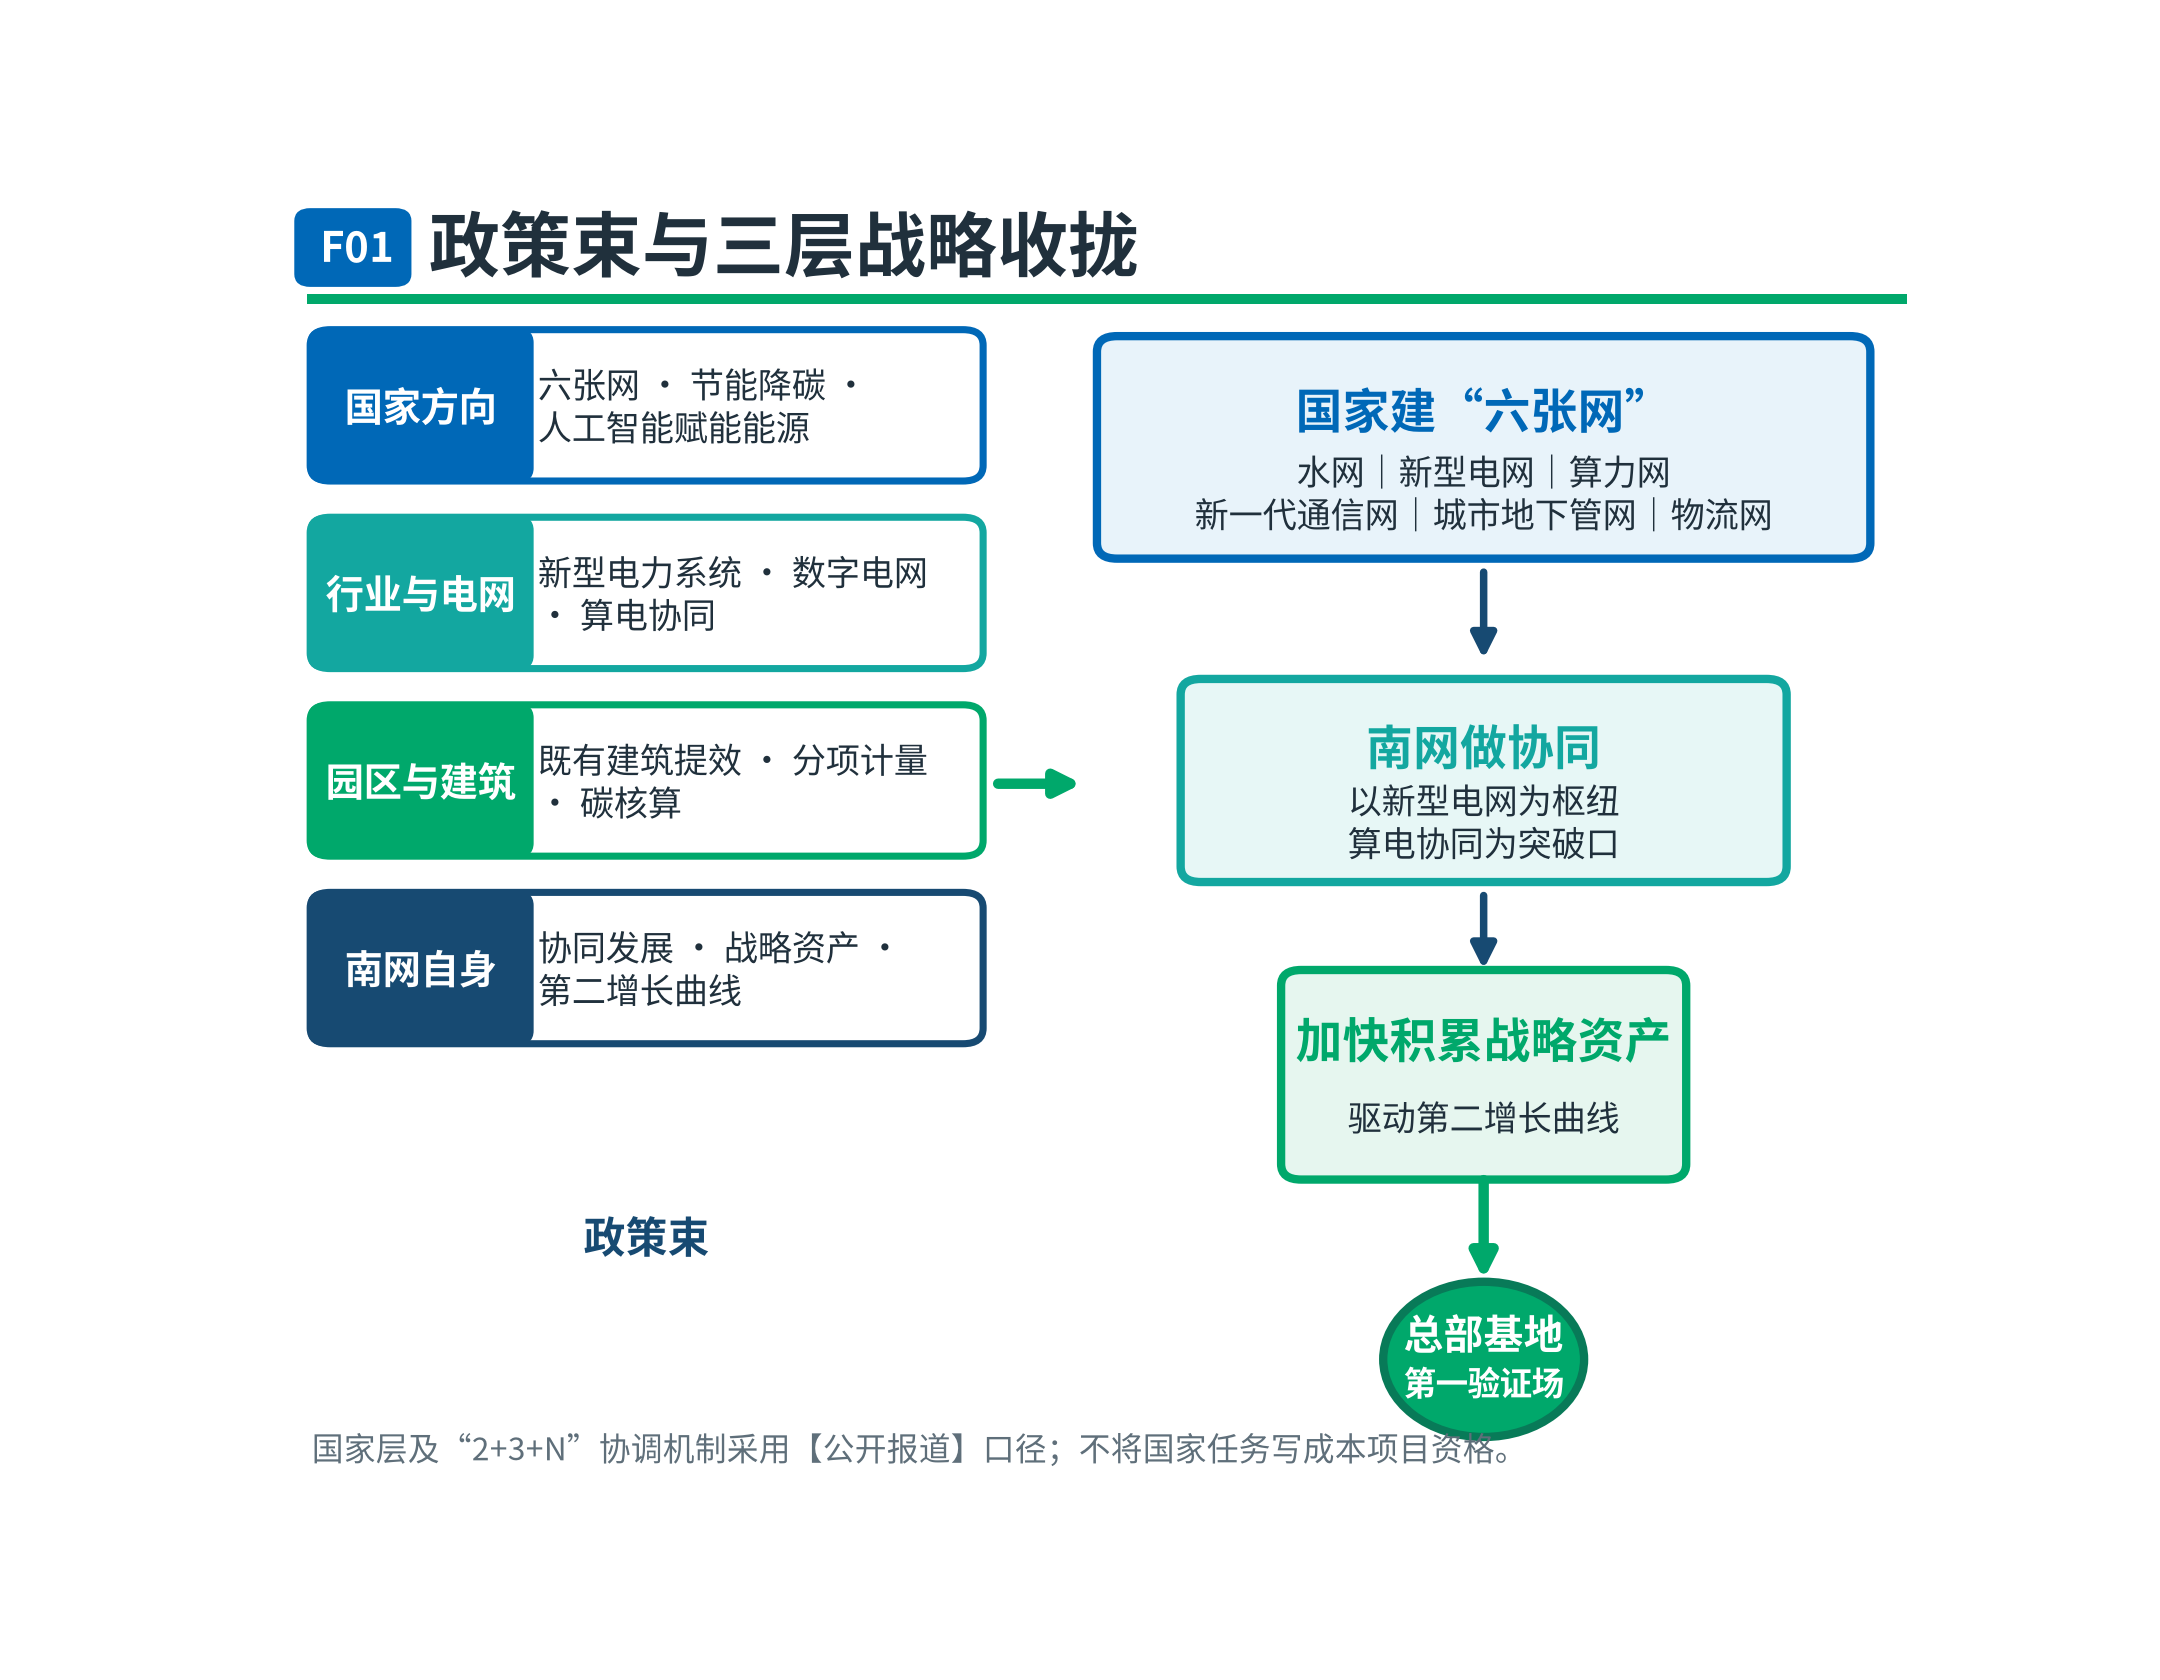 F01 政策束与三层战略收拢
国家方向
六张网 · 节能降碳 ·
人工智能赋能能源
行业与电网
新型电力系统 · 数字电网
· 算电协同
园区与建筑
既有建筑提效 · 分项计量
· 碳核算
南网自身
协同发展 · 战略资产 ·
第二增长曲线
政策束
国家建“六张网”
水网｜新型电网｜算力网
新一代通信网｜城市地下管网｜物流网
南网做协同
以新型电网为枢纽
算电协同为突破口
加快积累战略资产
驱动第二增长曲线
总部基地
第一验证场
国家层及“2+3+N”协调机制采用【公开报道】口径；不将国家任务写成本项目资格。